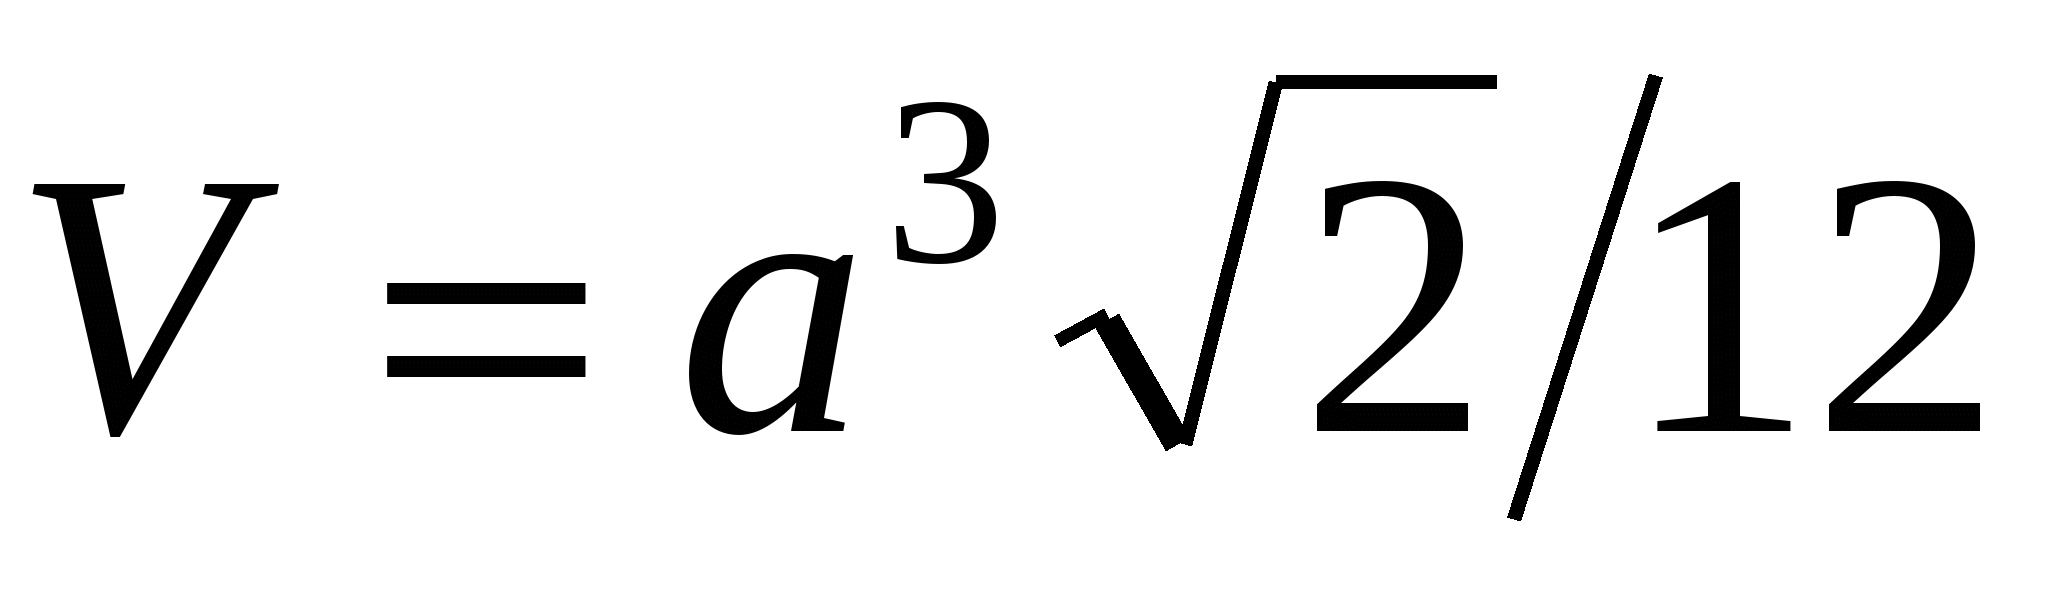 V = a³√2/12